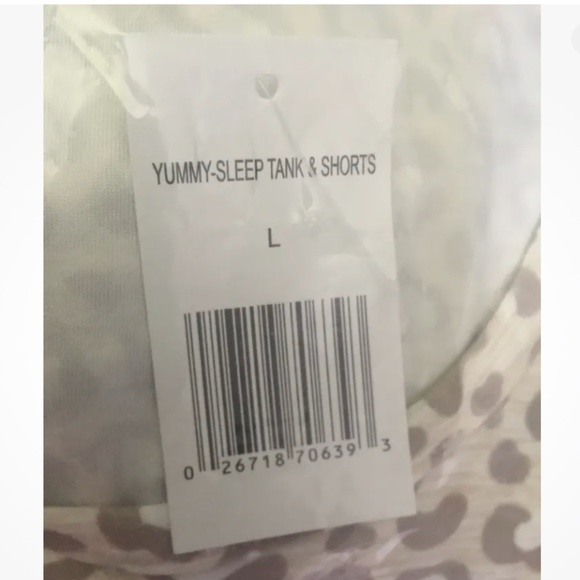 YUMMY-SLEEP TANK & SHORTS
L
0 26718 70639 3